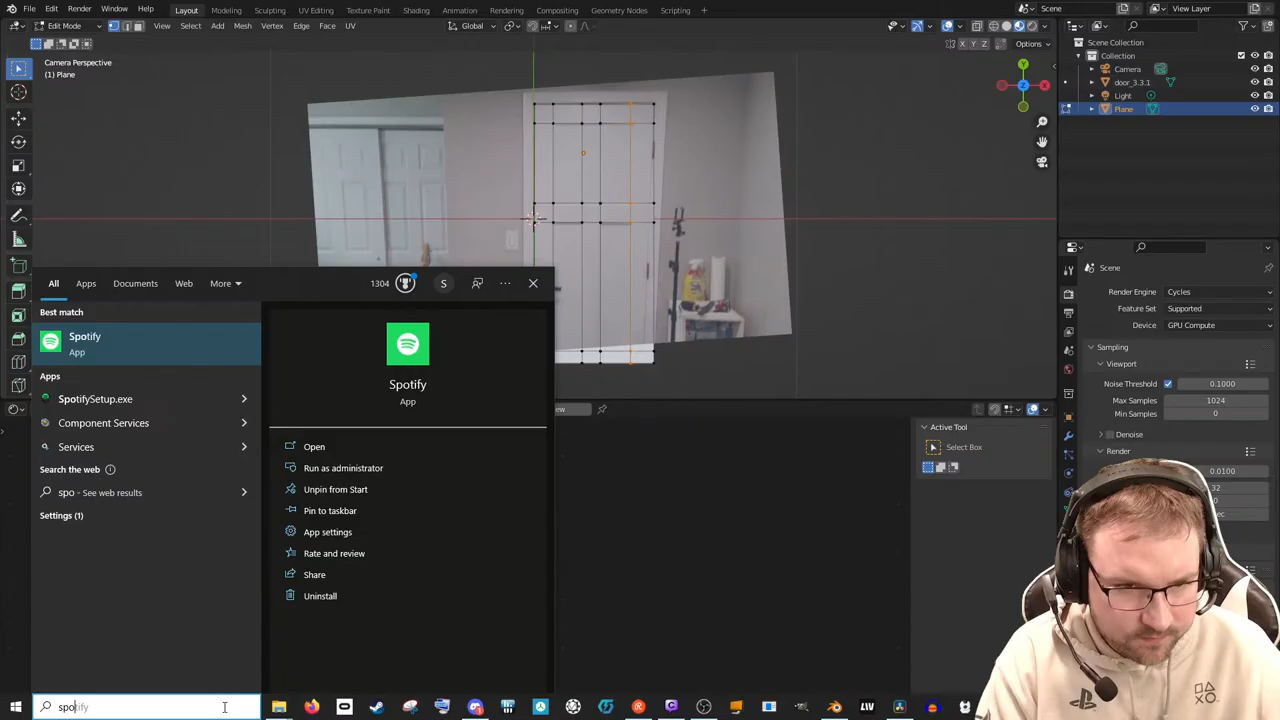 File Edit Render Window Help Layout Modeling Sculpting UV Editing Texture Paint Shading Animation Rendering Compositing Geometry Nodes Scripting Scene View Layer
Edit Mode View Select Add Mesh Vertex Edge Face UV Global
X Y Z Options
Camera Perspective
(1) Plane
Y
X
Z
Scene Collection
Collection
Camera
door_3.3.1
Light
Plane
Scene
Render Engine Cycles
Feature Set Supported
Device GPU Compute
Sampling
Viewport
Noise Threshold 0.1000
Max Samples 1024
Min Samples 0
Denoise
Render
0.0100
32
Active Tool
Select Box
All Apps Documents Web More 1304 S
Best match
Spotify
App
Apps
SpotifySetup.exe
Component Services
Services
Search the web
spo - See web results
Settings (1)
Spotify
App
Open
Run as administrator
Unpin from Start
Pin to taskbar
App settings
Rate and review
Share
Uninstall
spotify
LIV